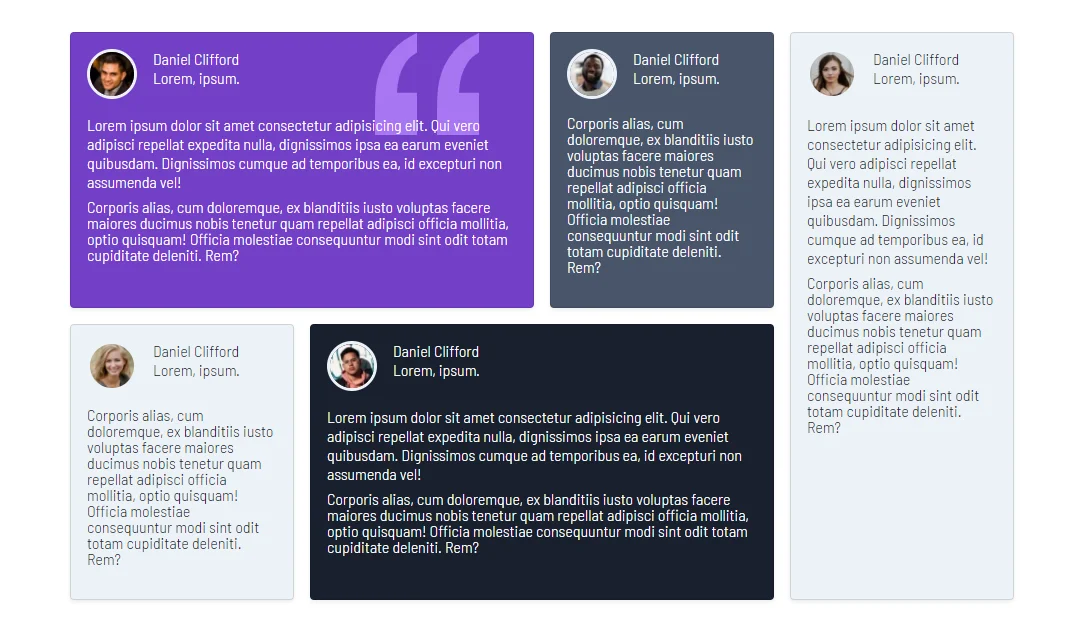 Daniel Clifford
Lorem, ipsum.
Lorem ipsum dolor sit amet consectetur adipisicing elit. Qui vero
adipisci repellat expedita nulla, dignissimos ipsa ea earum eveniet
quibusdam. Dignissimos cumque ad temporibus ea, id excepturi non
assumenda vel!
Corporis alias, cum doloremque, ex blanditiis iusto voluptas facere
maiores ducimus nobis tenetur quam repellat adipisci officia mollitia,
optio quisquam! Officia molestiae consequuntur modi sint odit totam
cupiditate deleniti. Rem?
Daniel Clifford
Lorem, ipsum.
Corporis alias, cum
doloremque, ex blanditiis iusto
voluptas facere maiores
ducimus nobis tenetur quam
repellat adipisci officia
mollitia, optio quisquam!
Officia molestiae
consequuntur modi sint odit
totam cupiditate deleniti.
Rem?
Daniel Clifford
Lorem, ipsum.
Lorem ipsum dolor sit amet
consectetur adipisicing elit.
Qui vero adipisci repellat
expedita nulla, dignissimos
ipsa ea earum eveniet
quibusdam. Dignissimos
cumque ad temporibus ea, id
excepturi non assumenda vel!
Corporis alias, cum
doloremque, ex blanditiis iusto
voluptas facere maiores
ducimus nobis tenetur quam
repellat adipisci officia
mollitia, optio quisquam!
Officia molestiae
consequuntur modi sint odit
totam cupiditate deleniti.
Rem?
Daniel Clifford
Lorem, ipsum.
Corporis alias, cum
doloremque, ex blanditiis iusto
voluptas facere maiores
ducimus nobis tenetur quam
repellat adipisci officia
mollitia, optio quisquam!
Officia molestiae
consequuntur modi sint odit
totam cupiditate deleniti.
Rem?
Daniel Clifford
Lorem, ipsum.
Lorem ipsum dolor sit amet consectetur adipisicing elit. Qui vero
adipisci repellat expedita nulla, dignissimos ipsa ea earum eveniet
quibusdam. Dignissimos cumque ad temporibus ea, id excepturi non
assumenda vel!
Corporis alias, cum doloremque, ex blanditiis iusto voluptas facere
maiores ducimus nobis tenetur quam repellat adipisci officia mollitia,
optio quisquam! Officia molestiae consequuntur modi sint odit totam
cupiditate deleniti. Rem?